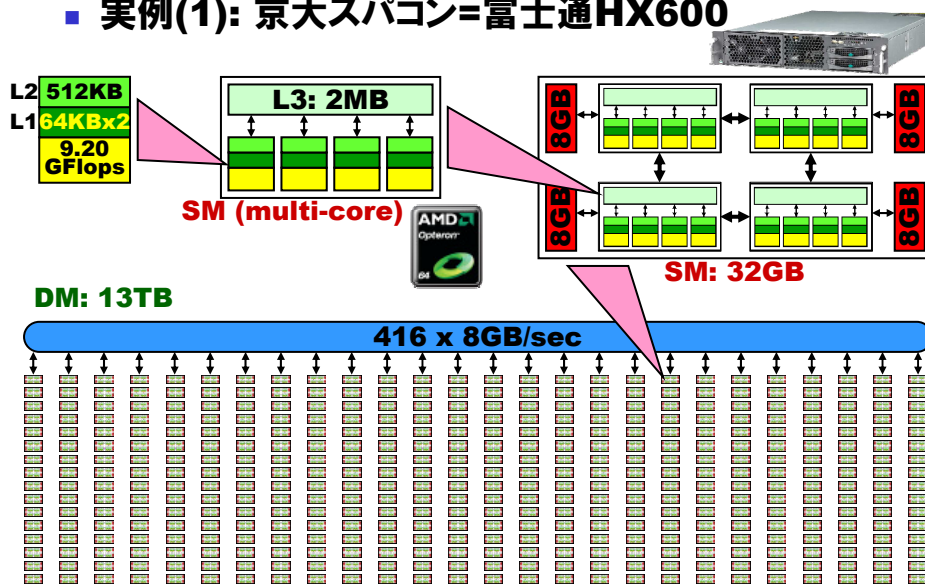 実例(1): 京大スパコン=富士通HX600
L2 512KB
L1 64KBx2
9.20
GFlops
L3: 2MB
SM (multi-core)
AMD
Opteron
64
8GB
8GB
8GB
8GB
SM: 32GB
DM: 13TB
416 x 8GB/sec